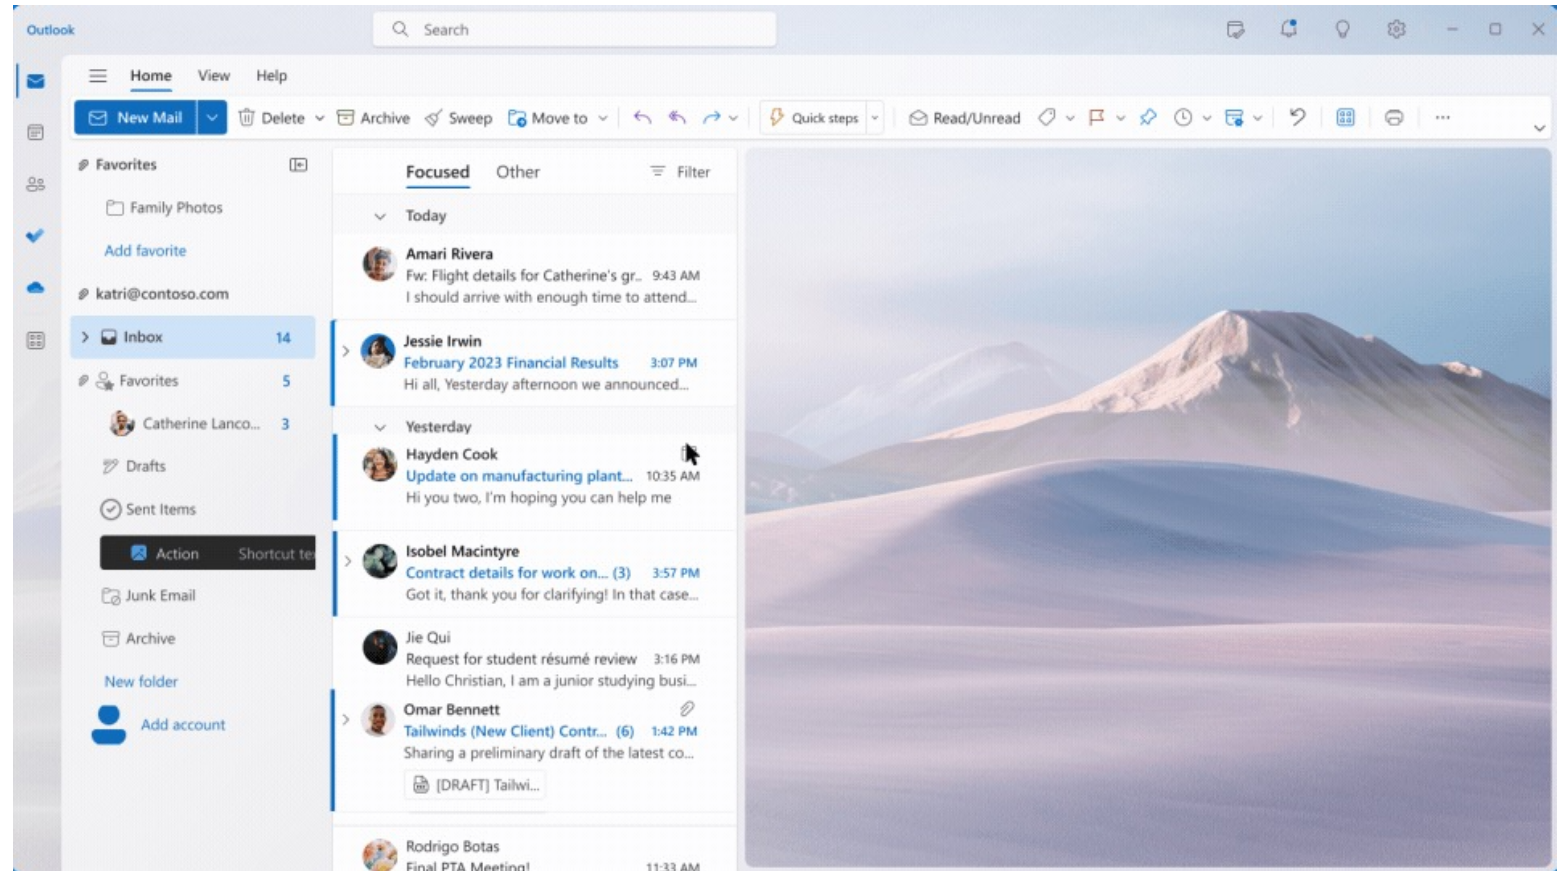 Outlook
Search
Home View Help
New Mail Delete Archive Sweep Move to Quick steps Read/Unread ...
Favorites
Family Photos
Add favorite
katri@contoso.com
Inbox 14
Favorites 5
Catherine Lanco... 3
Drafts
Sent Items
Action Shortcut te
Junk Email
Archive
New folder
Add account
Focused Other Filter
Today
Amari Rivera
Fw: Flight details for Catherine's gr.. 9:43 AM
I should arrive with enough time to attend...
Jessie Irwin
February 2023 Financial Results 3:07 PM
Hi all, Yesterday afternoon we announced...
Yesterday
Hayden Cook
Update on manufacturing plant... 10:35 AM
Hi you two, I'm hoping you can help me
Isobel Macintyre
Contract details for work on... (3) 3:57 PM
Got it, thank you for clarifying! In that case...
Jie Qui
Request for student résumé review 3:16 PM
Hello Christian, I am a junior studying busi...
Omar Bennett
Tailwinds (New Client) Contr... (6) 1:42 PM
Sharing a preliminary draft of the latest co...
[DRAFT] Tailwi...
Rodrigo Botas
Final PTA Meeting! 11:33 AM